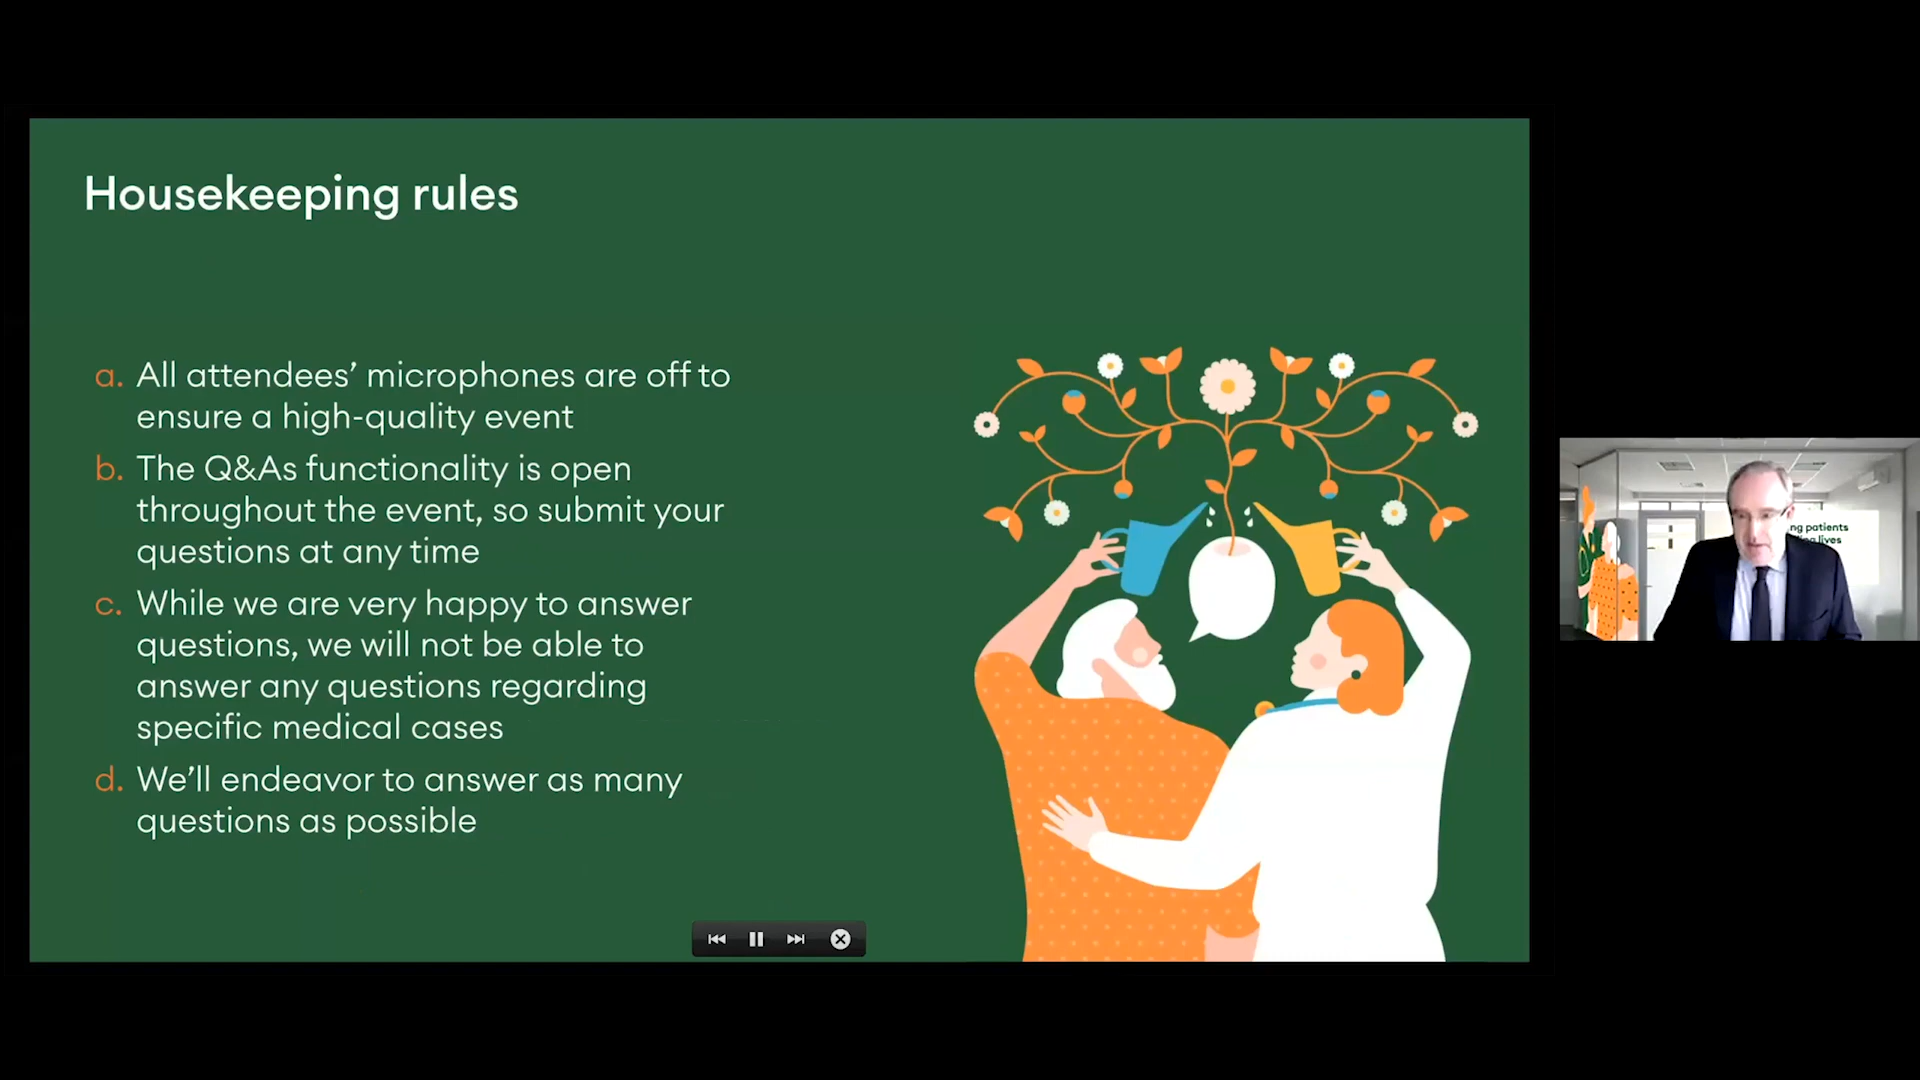 Housekeeping rules
a. All attendees’ microphones are off to
ensure a high-quality event
b. The Q&As functionality is open
throughout the event, so submit your
questions at any time
c. While we are very happy to answer
questions, we will not be able to
answer any questions regarding
specific medical cases
d. We’ll endeavor to answer as many
questions as possible
patients
lives